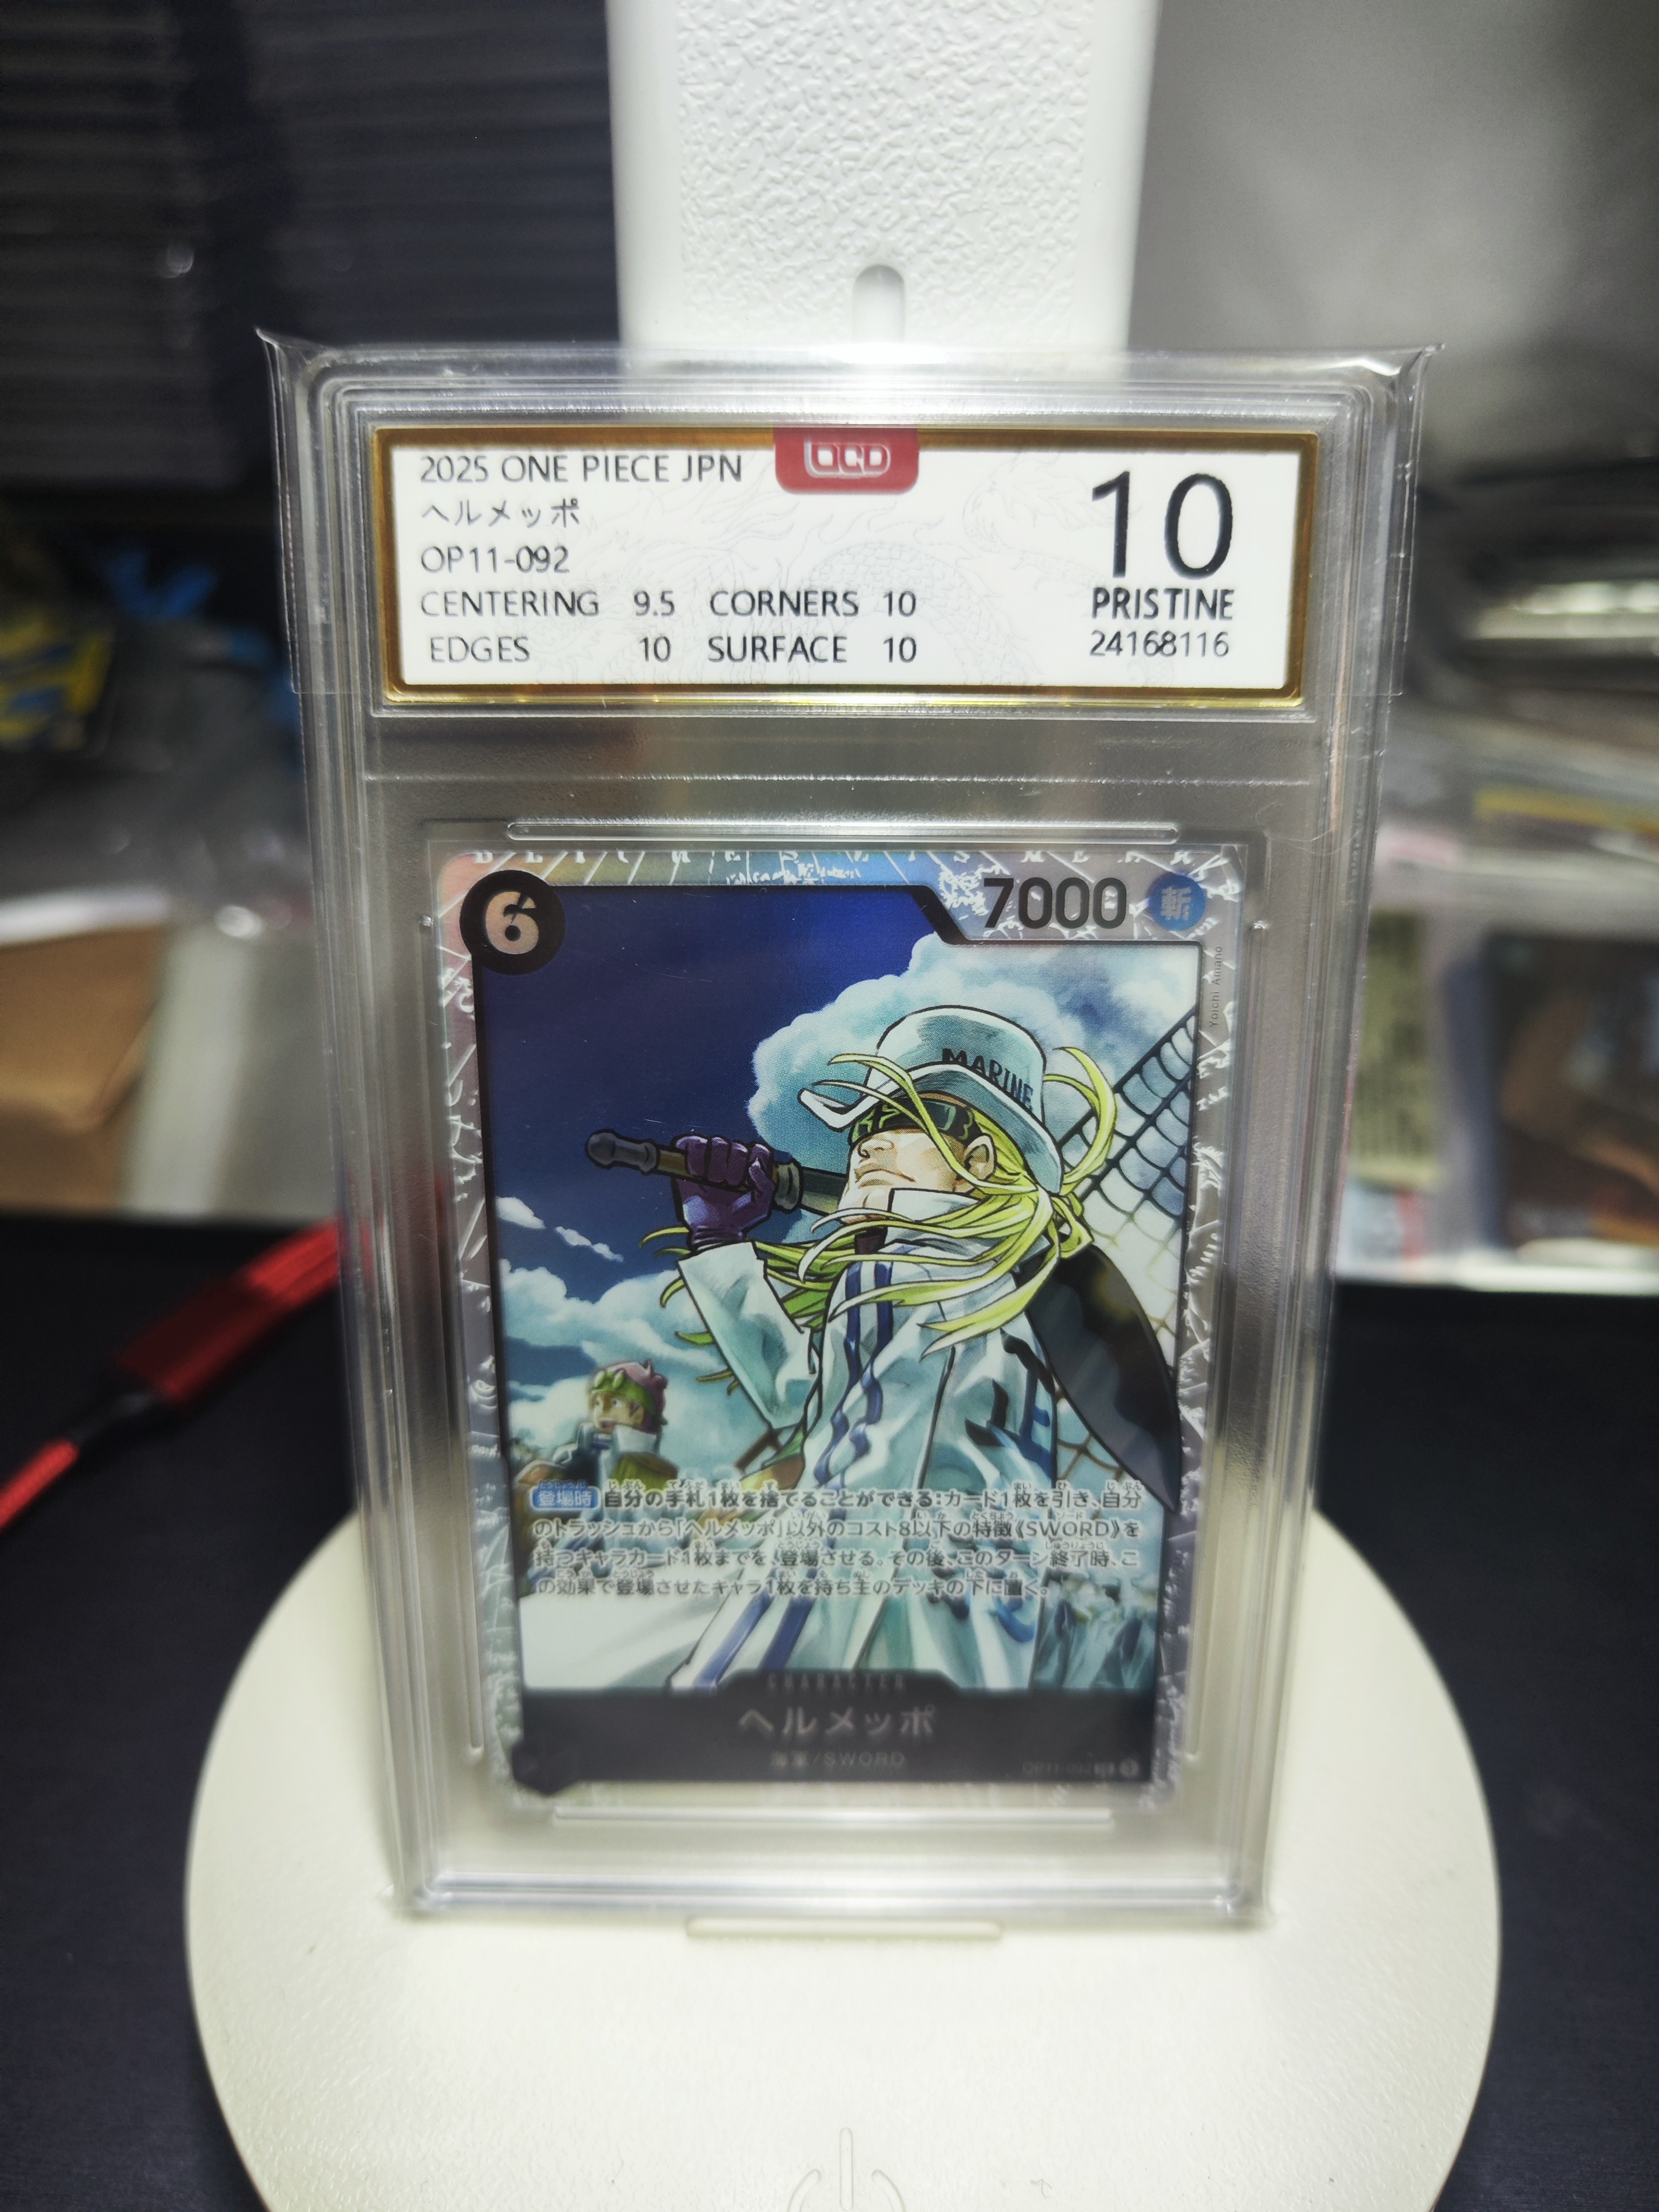 2025 ONE PIECE JPN
ヘルメッポ
OP11-092
CENTERING 9.5 CORNERS 10
EDGES 10 SURFACE 10
10
PRISTINE
24168116
6
7000
斬
Yoichi Amano
MARINE
登場時 自分の手札1枚を捨てることができる：カード1枚を引き、自分
のトラッシュから「ヘルメッポ」以外のコスト8以下の特徴《SWORD》を
持つキャラカード1枚までを、登場させる。その後、このターン終了時、こ
の効果で登場させたキャラ1枚を持ち主のデッキの下に置く。
CHARACTER
ヘルメッポ
海軍/SWORD
OP11-092